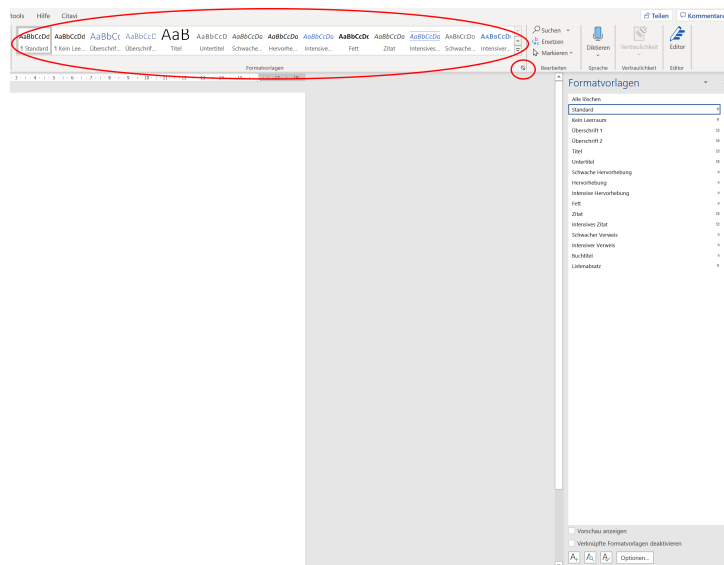 tools Hilfe Citavi Teilen Kommentare
AaBbCcDd AaBbCcDd AaBbCc AaBbCcC AaB AaBbCcD AaBbCcDa AaBbCcDa AaBbCcDa AaBbCcDc AaBbCcDa AaBbCcDa AaBbCcDo AaBbCcD
¶ Standard ¶ Kein Lee... Überschrif... Überschrif... Titel Untertitel Schwache... Hervorhe... Intensive... Fett Zitat Intensives... Schwache... Intensiver...
Suchen
Ersetzen
Markieren
Diktieren Vertraulichkeit Editor
Formatvorlagen Bearbeiten Sprache Vertraulichkeit Editor
Formatvorlagen
Alle löschen
Standard
Kein Leerraum
Überschrift 1
Überschrift 2
Titel
Untertitel
Schwache Hervorhebung
Hervorhebung
Intensive Hervorhebung
Fett
Zitat
Intensives Zitat
Schwacher Verweis
Intensiver Verweis
Buchtitel
Listenabsatz
Vorschau anzeigen
Verknüpfte Formatvorlagen deaktivieren
Optionen...